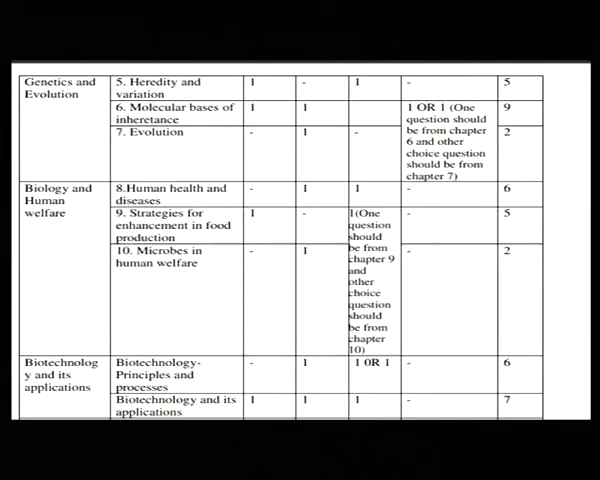 Genetics and Evolution 5. Heredity and variation 1 - 1 - 5
6. Molecular bases of inheretance 1 1 1 OR 1 (One question should be from chapter 6 and other choice question should be from chapter 7) 9
7. Evolution - 1 - 2
Biology and Human welfare 8.Human health and diseases - 1 1 - 6
9. Strategies for enhancement in food production 1 - 1(One question should be from chapter 9 and other choice question should be from chapter 10) - 5
10. Microbes in human welfare - 1 - 2
Biotechnology and its applications Biotechnology- Principles and processes - 1 1 OR 1 - 6
Biotechnology and its applications 1 1 1 - 7